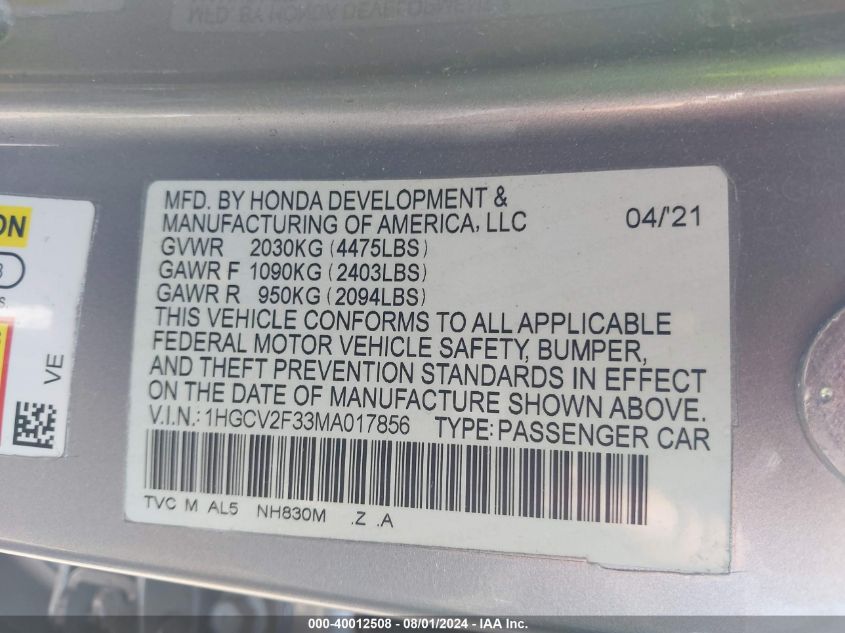 MFD. BY HONDA DEVELOPMENT &
MANUFACTURING OF AMERICA, LLC 04/'21
GVWR 2030KG (4475LBS)
GAWR F 1090KG (2403LBS)
GAWR R 950KG (2094LBS)
THIS VEHICLE CONFORMS TO ALL APPLICABLE
FEDERAL MOTOR VEHICLE SAFETY, BUMPER,
AND THEFT PREVENTION STANDARDS IN EFFECT
ON THE DATE OF MANUFACTURE SHOWN ABOVE.
V.I.N.: 1HGCV2F33MA017856 TYPE: PASSENGER CAR
TVC M AL5 NH830M .Z .A
ON
3
s.
VE
000-40012508 - 08/01/2024 - IAA Inc.